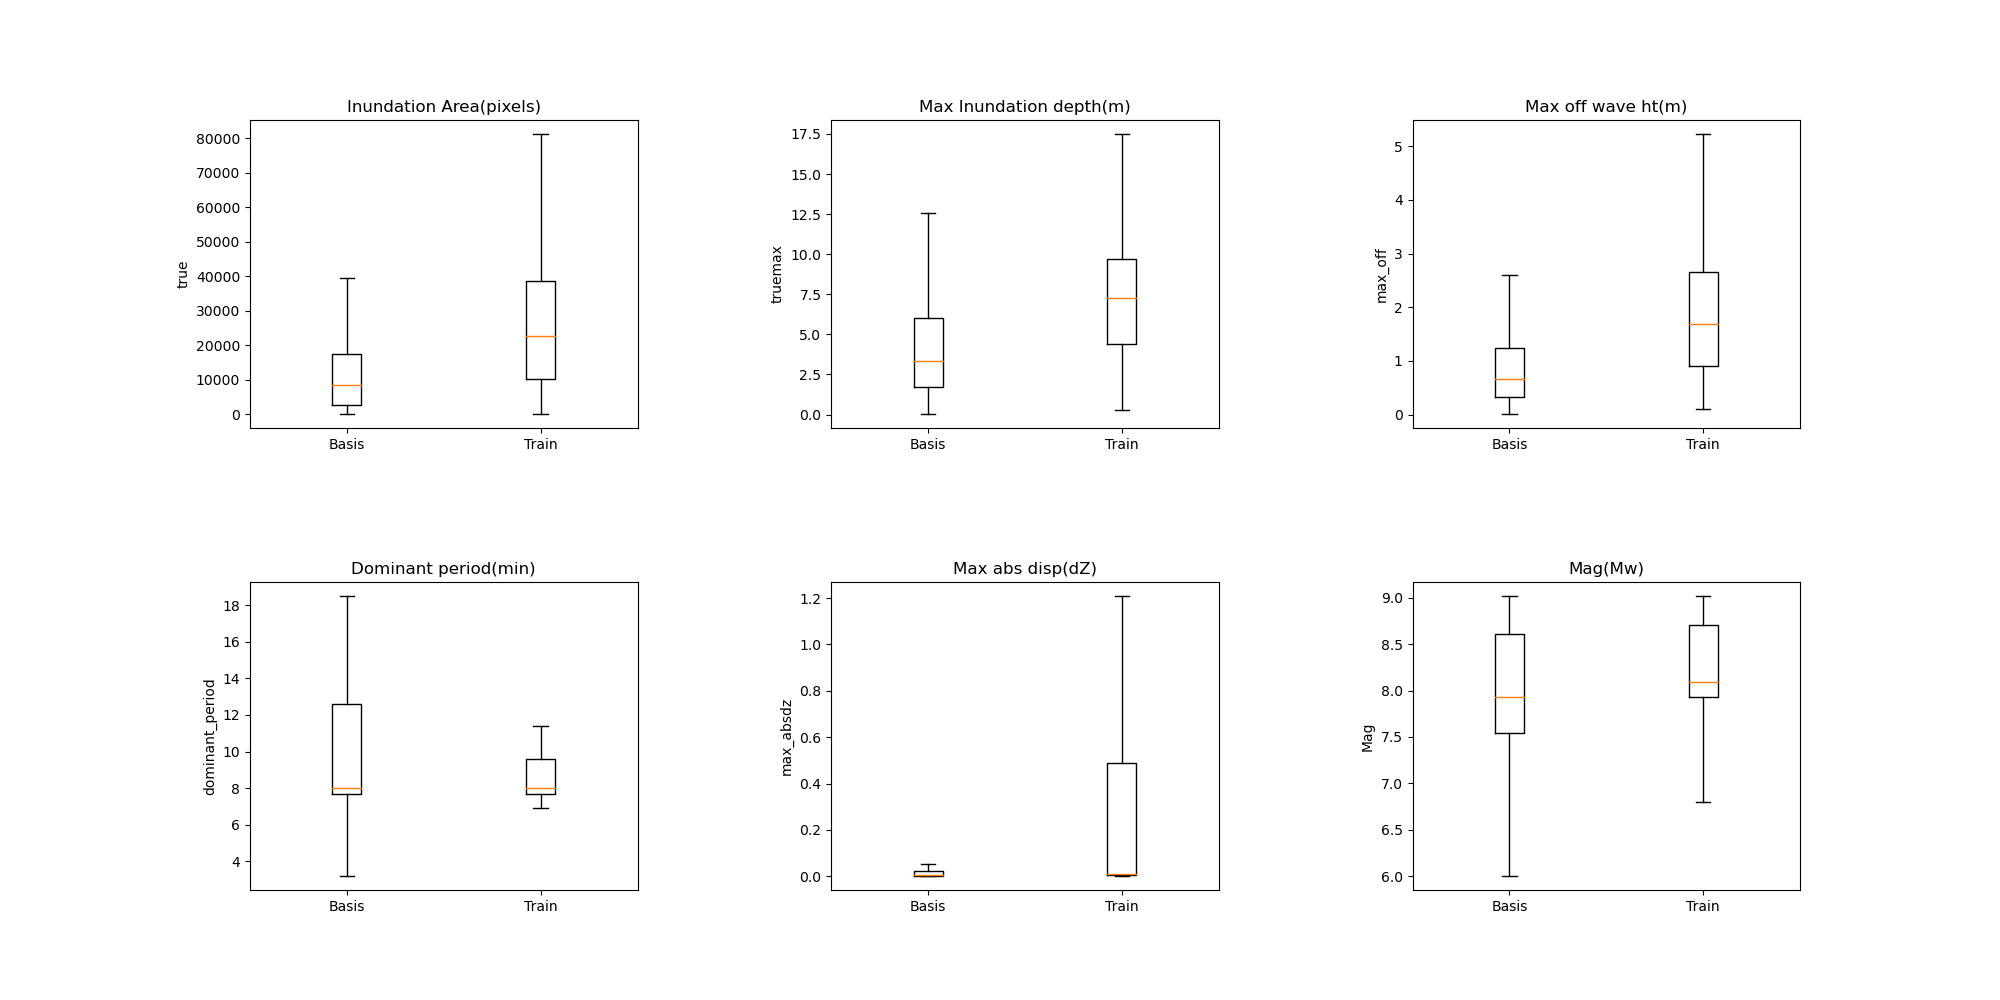 Inundation Area(pixels)
true
80000
70000
60000
50000
40000
30000
20000
10000
0
Basis Train
Max Inundation depth(m)
truemax
17.5
15.0
12.5
10.0
7.5
5.0
2.5
0.0
Basis Train
Max off wave ht(m)
max_off
5
4
3
2
1
0
Basis Train
Dominant period(min)
dominant_period
18
16
14
12
10
8
6
4
Basis Train
Max abs disp(dZ)
max_absdz
1.2
1.0
0.8
0.6
0.4
0.2
0.0
Basis Train
Mag(Mw)
Mag
9.0
8.5
8.0
7.5
7.0
6.5
6.0
Basis Train